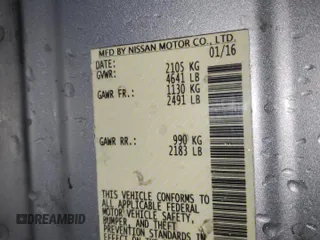 MFD BY NISSAN MOTOR CO., LTD.
DATE: 01/16
GVWR: 2105 KG
4641 LB
GAWR FR.: 1130 KG
2491 LB
GAWR RR.: 990 KG
2183 LB
THIS VEHICLE CONFORMS TO
ALL APPLICABLE FEDERAL
MOTOR VEHICLE SAFETY,
BUMPER, AND THEFT
PREVENTION STANDARDS
EFFECT ON
DREAMBID